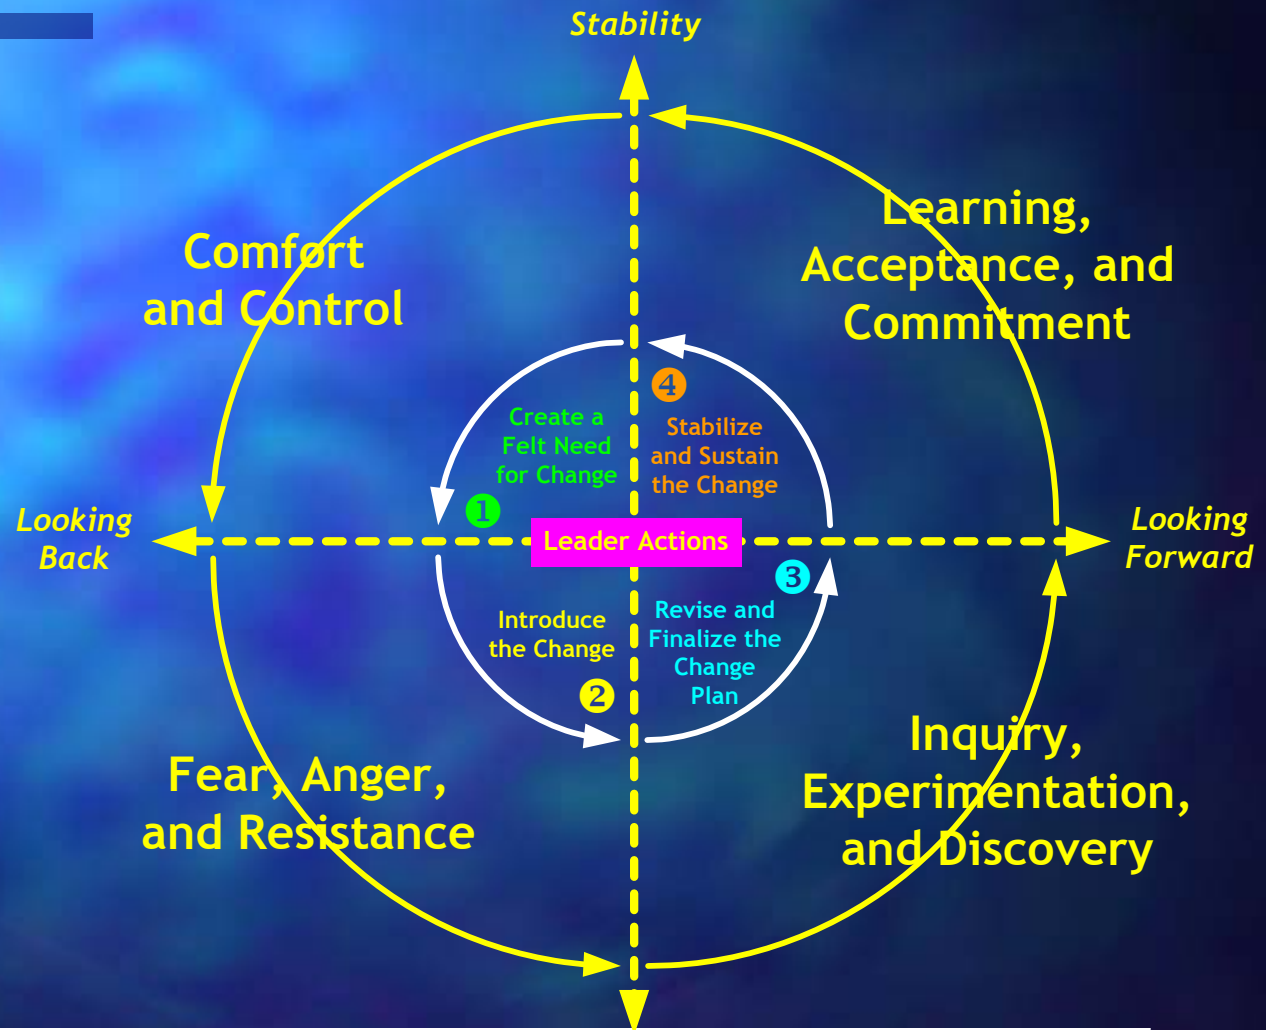 Stability
Comfort
and Control
Learning,
Acceptance, and
Commitment
4
Create a
Felt Need
for Change
1
Stabilize
and Sustain
the Change
Looking
Back
Leader Actions
Looking
Forward
Introduce
the Change
2
3
Revise and
Finalize the
Change
Plan
Fear, Anger,
and Resistance
Inquiry,
Experimentation,
and Discovery